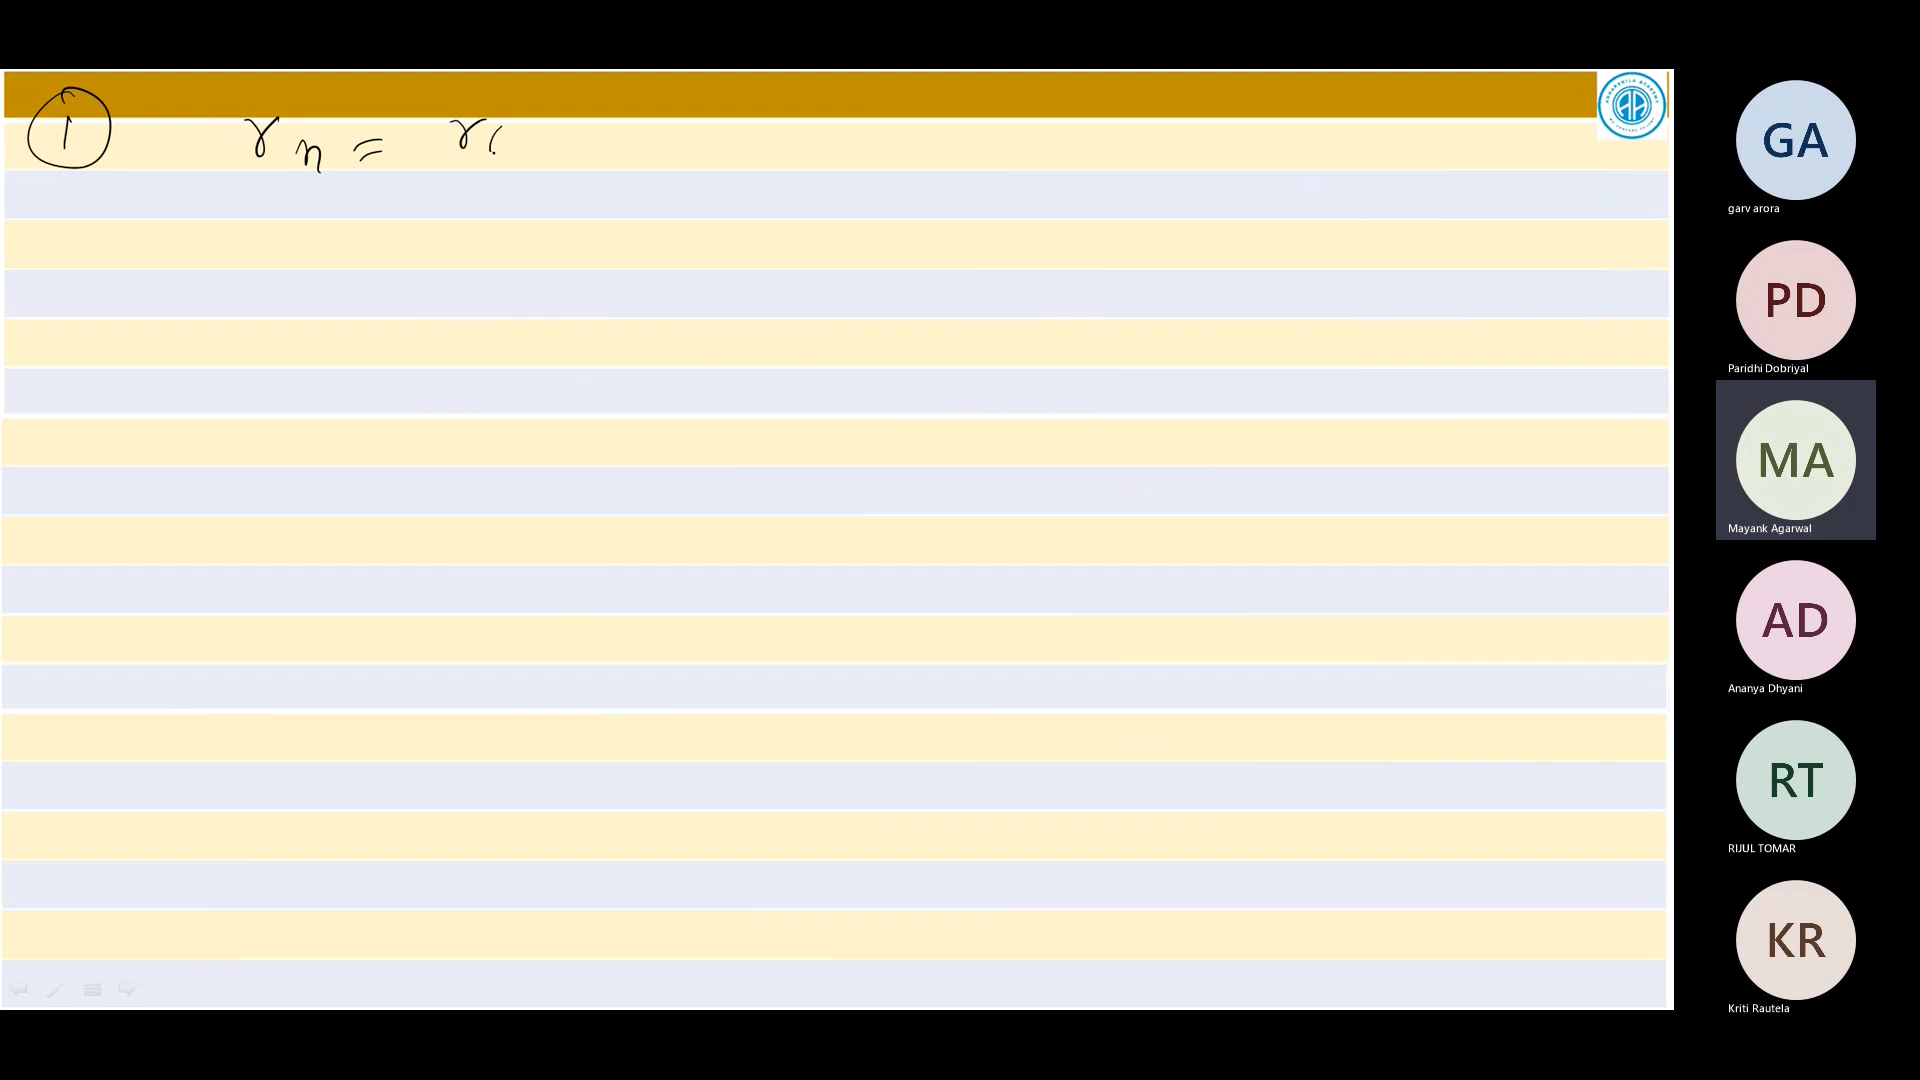 1
r n = r(
GA
garv arora
PD
Paridhi Dobriyal
MA
Mayank Agarwal
AD
Ananya Dhyani
RT
RIJUL TOMAR
KR
Kriti Rautela